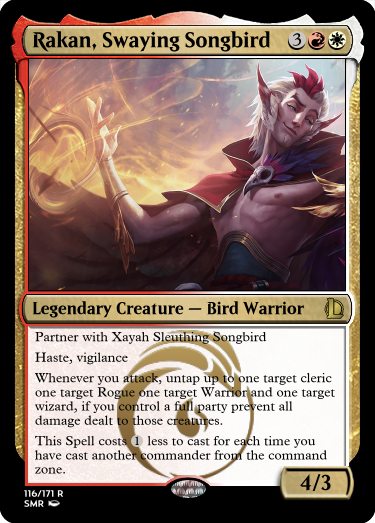 Rakan, Swaying Songbird 3
Legendary Creature — Bird Warrior
Partner with Xayah Sleuthing Songbird
Haste, vigilance
Whenever you attack, untap up to one target cleric
one target Rogue one target Warrior and one target
wizard, if you control a full party prevent all
damage dealt to those creatures.
This Spell costs 1 less to cast for each time you
have cast another commander from the command
zone.
4/3
116/171 R
SMR